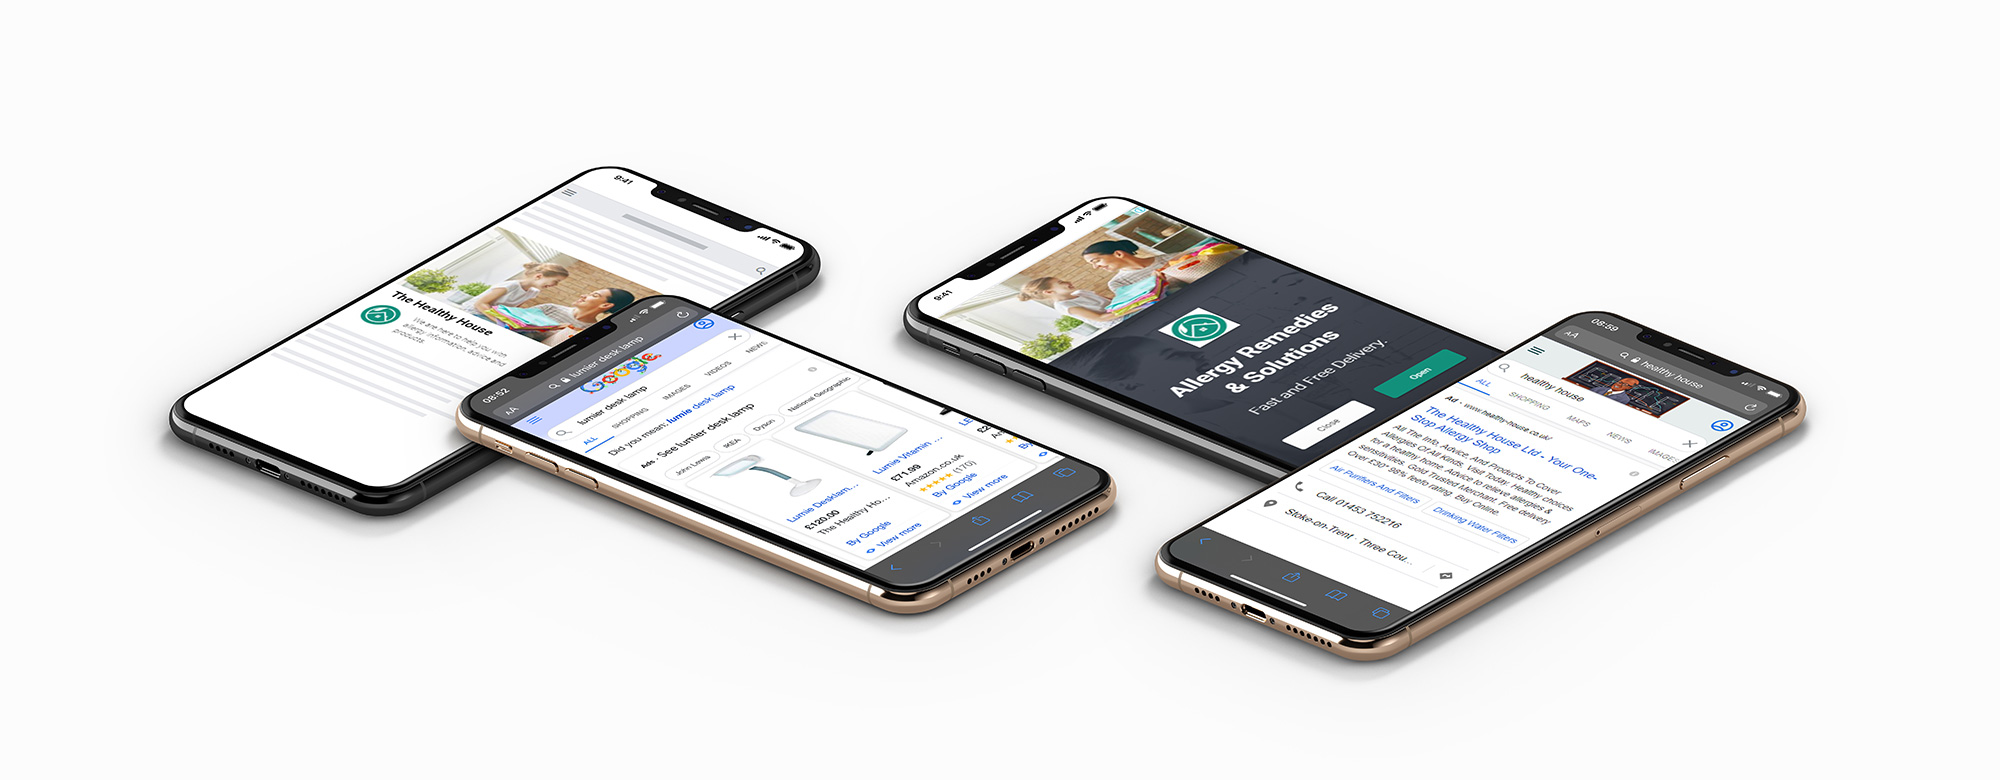 9:41
The Healthy House
We are here to help you with
allergy information, advice and
products.
08:52
AA
lumier desk lamp
Google
lumier desk lamp
ALL
SHOPPING
IMAGES
VIDEOS
NEWS
Did you mean: lumie desk lamp
Ads · See lumier desk lamp
John Lewis
IKEA
Dyson
National Geographic
Lumie Desklam...
£120.00
The Healthy Ho...
By Google
View more
Lumie Vitamin ...
£71.99
Amazon.co.uk
(170)
By Google
View more
9:41
Allergy Remedies
& Solutions
Fast and Free Delivery.
Close
Open
08:59
AA
healthy house
healthy house
ALL
SHOPPING
MAPS
NEWS
IMAGES
Ad · www.healthy-house.co.uk/
The Healthy House Ltd - Your One-
Stop Allergy Shop
All The Info, Advice, And Products To Cover
Allergies Of All Kinds. Visit Today. Healthy choices
for a healthy home. Advice to relieve allergies &
sensitivities. Gold Trusted Merchant. Free delivery
Over £30* 98% feefo rating. Buy Online.
Air Purifiers And Filters
Drinking Water Filters
Call 01453 752216
Stoke-on-Trent · Three Cou...